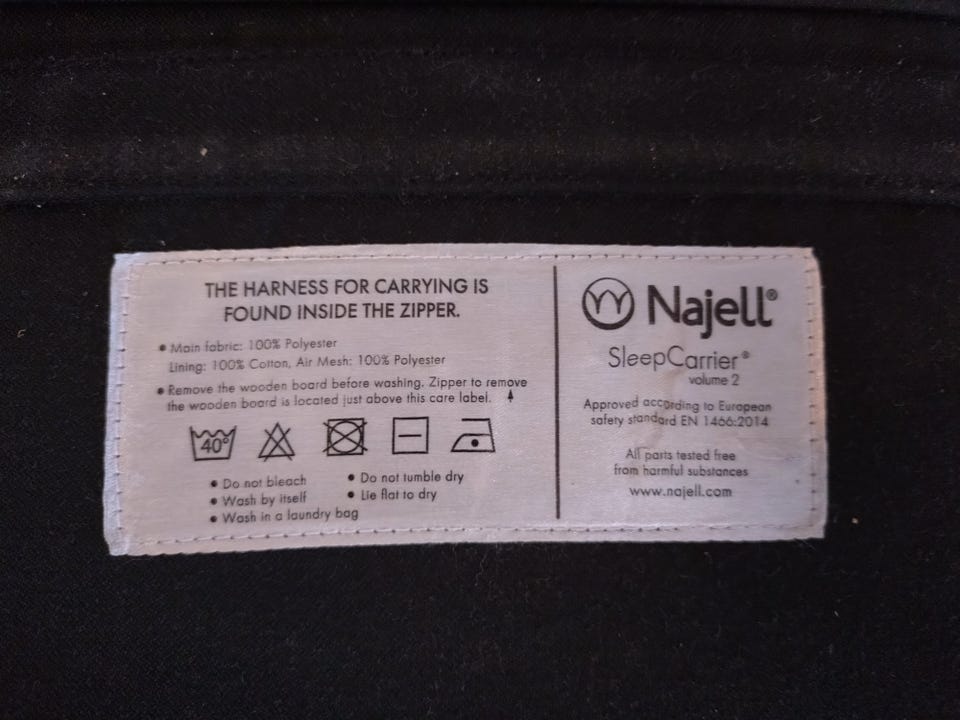 THE HARNESS FOR CARRYING IS
FOUND INSIDE THE ZIPPER.
• Main fabric: 100% Polyester
Lining: 100% Cotton, Air Mesh: 100% Polyester
• Remove the wooden board before washing. Zipper to remove
the wooden board is located just above this care label.
40°
• Do not bleach
• Wash by itself
• Wash in a laundry bag
• Do not tumble dry
• Lie flat to dry
Najell®
SleepCarrier®
volume 2
Approved according to European
safety standard EN 1466:2014
All parts tested free
from harmful substances
www.najell.com